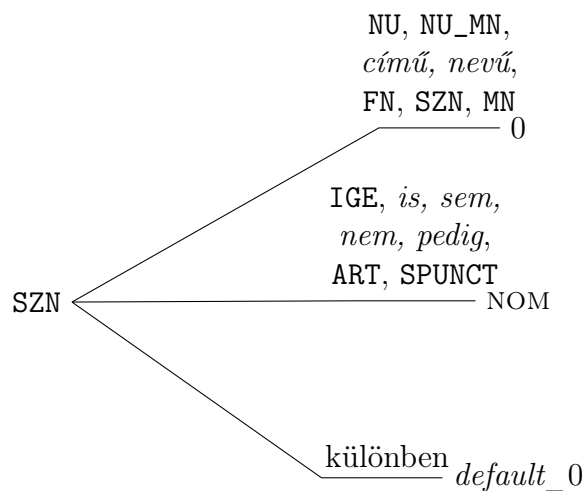 NU, NU_MN,
című, nevű,
FN, SZN, MN
0
IGE, is, sem,
nem, pedig,
ART, SPUNCT
SZN
NOM
különben
default_0